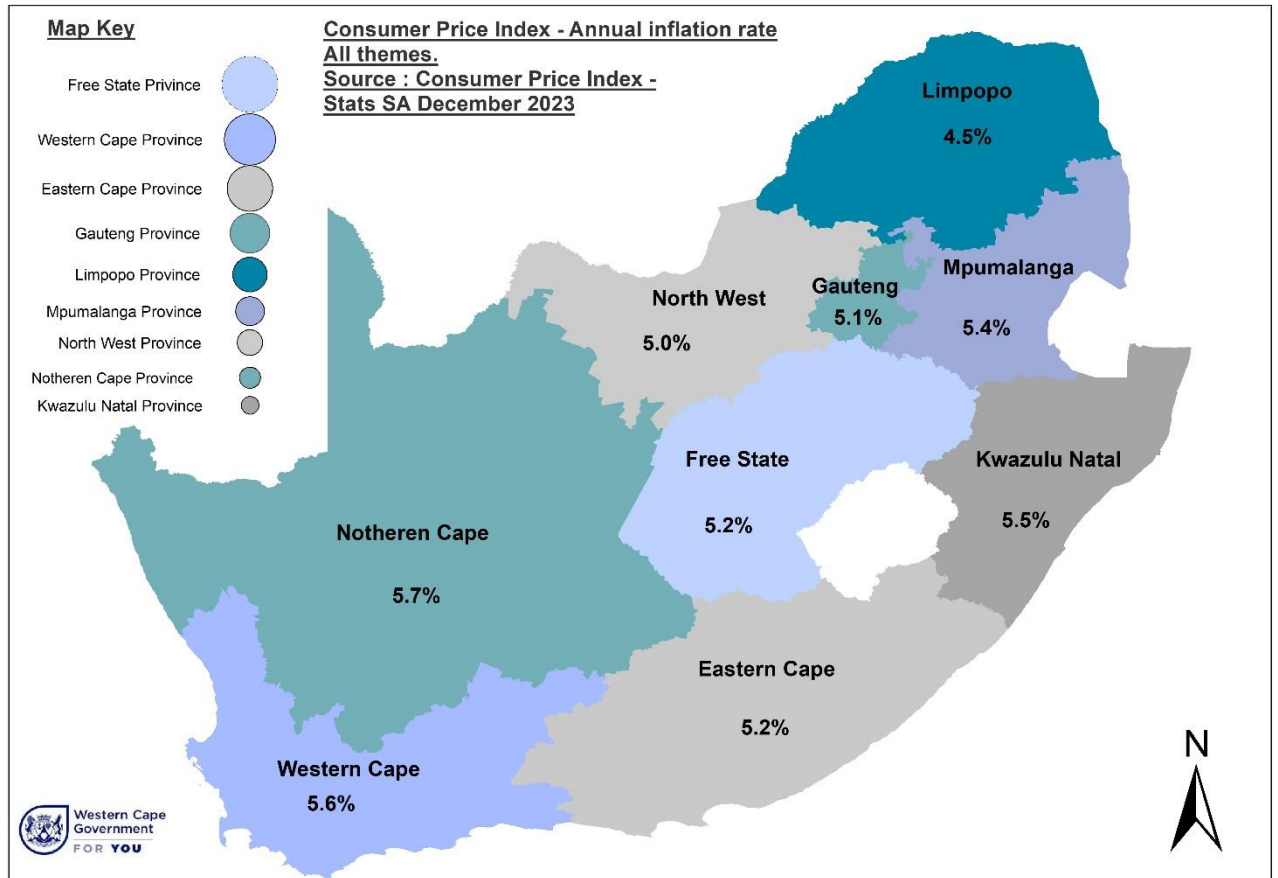 Map Key
Free State Privince
Western Cape Province
Eastern Cape Province
Gauteng Province
Limpopo Province
Mpumalanga Province
North West Province
Notheren Cape Province
Kwazulu Natal Province
Consumer Price Index - Annual inflation rate
All themes.
Source : Consumer Price Index -
Stats SA December 2023
Limpopo
4.5%
Mpumalanga
5.4%
Gauteng
5.1%
North West
5.0%
Free State
5.2%
Kwazulu Natal
5.5%
Notheren Cape
5.7%
Eastern Cape
5.2%
Western Cape
5.6%
Western Cape
Government
FOR YOU
N